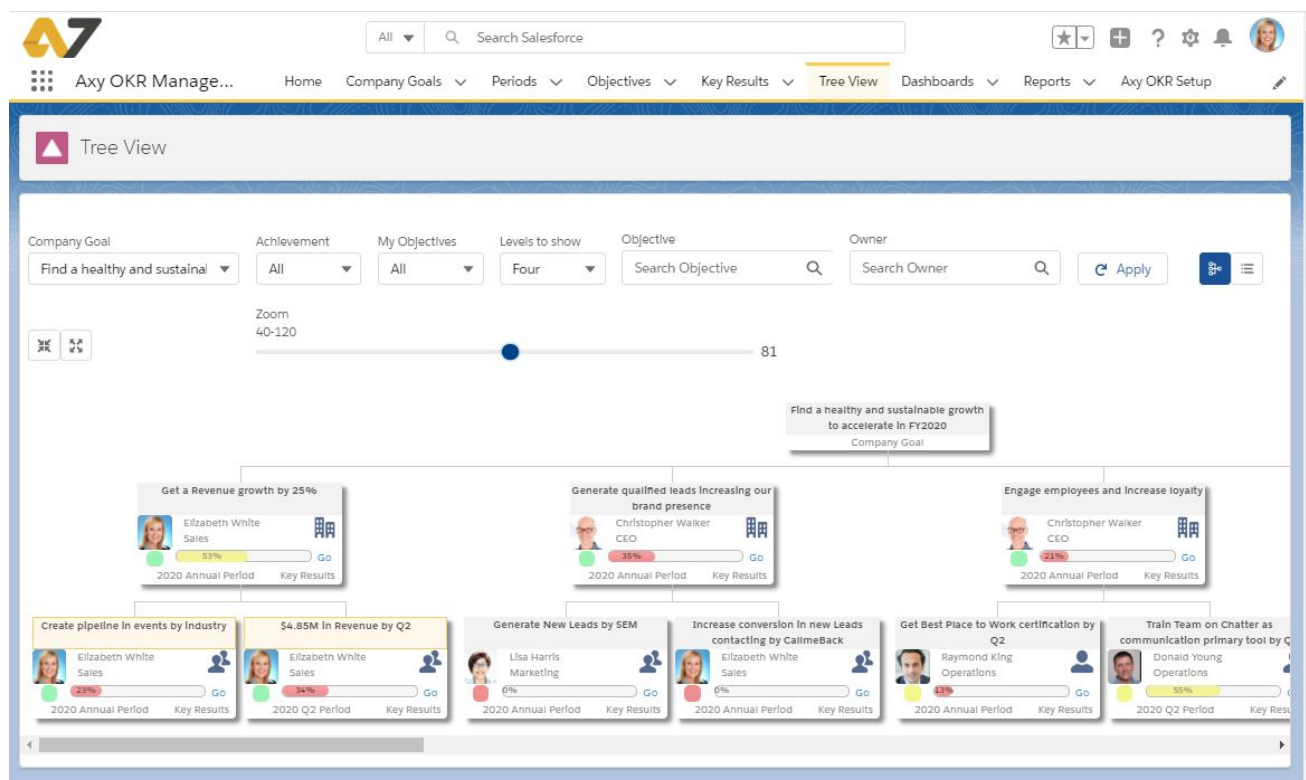 A7
All
Search Salesforce
Axy OKR Manage...
Home
Company Goals
Periods
Objectives
Key Results
Tree View
Dashboards
Reports
Axy OKR Setup
Tree View
Company Goal
Achievement
My Objectives
Levels to show
Objective
Owner
Find a healthy and sustainal
All
All
Four
Search Objective
Search Owner
Apply
Zoom
40-120
81
Find a healthy and sustainable growth
to accelerate in FY2020
Company Goal
Get a Revenue growth by 25%
Elizabeth White
Sales
53%
Go
2020 Annual Period
Key Results
Generate qualified leads increasing our
brand presence
Christopher Walker
CEO
35%
Go
2020 Annual Period
Key Results
Engage employees and increase loyalty
Christopher Walker
CEO
21%
Go
2020 Annual Period
Key Results
Create pipeline in events by industry
Elizabeth White
Sales
23%
Go
2020 Annual Period
Key Results
$4.85M in Revenue by Q2
Elizabeth White
Sales
34%
Go
2020 Q2 Period
Key Results
Generate New Leads by SEM
Lisa Harris
Marketing
0%
Go
2020 Annual Period
Key Results
Increase conversion in new Leads
contacting by CallmeBack
Elizabeth White
Sales
0%
Go
2020 Annual Period
Key Results
Get Best Place to Work certification by
Q2
Raymond King
Operations
13%
Go
2020 Annual Period
Key Results
Train Team on Chatter as
communication primary tool by Q
Donald Young
Operations
55%
2020 Q2 Period
Key Resu